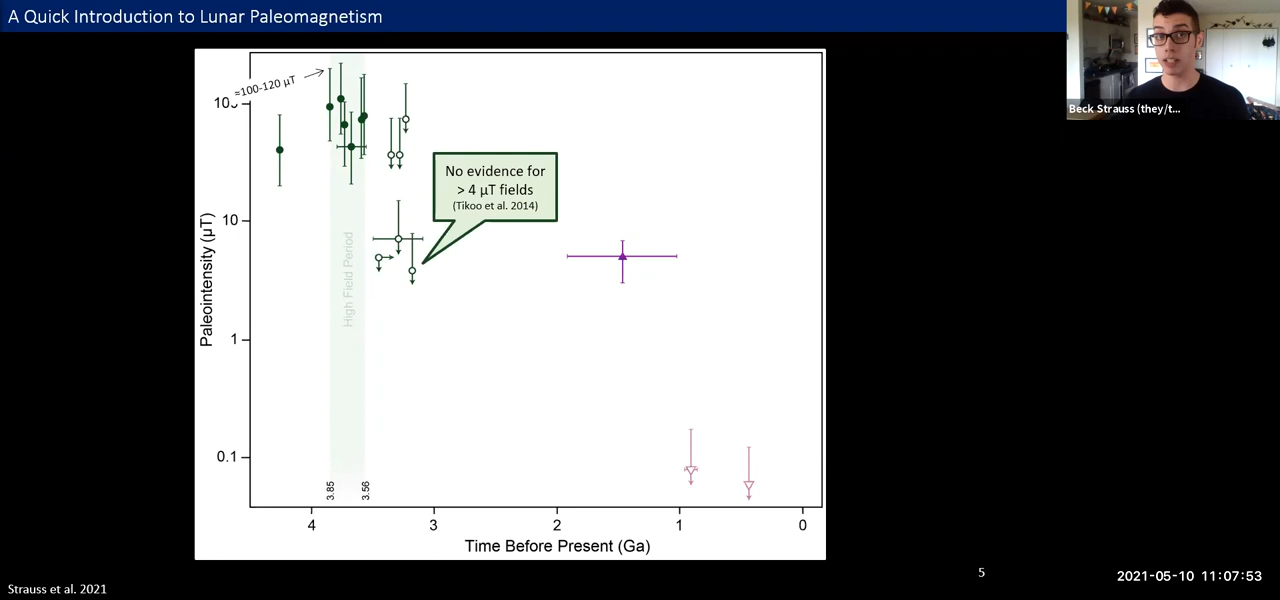 A Quick Introduction to Lunar Paleomagnetism
Beck Strauss (they/t...
≈100-120 µT
No evidence for
> 4 µT fields
(Tikoo et al. 2014)
Paleointensity (µT)
10
1
0.1
High Field Period
3.85
3.56
4
3
2
1
0
Time Before Present (Ga)
5
Strauss et al. 2021
2021-05-10 11:07:53